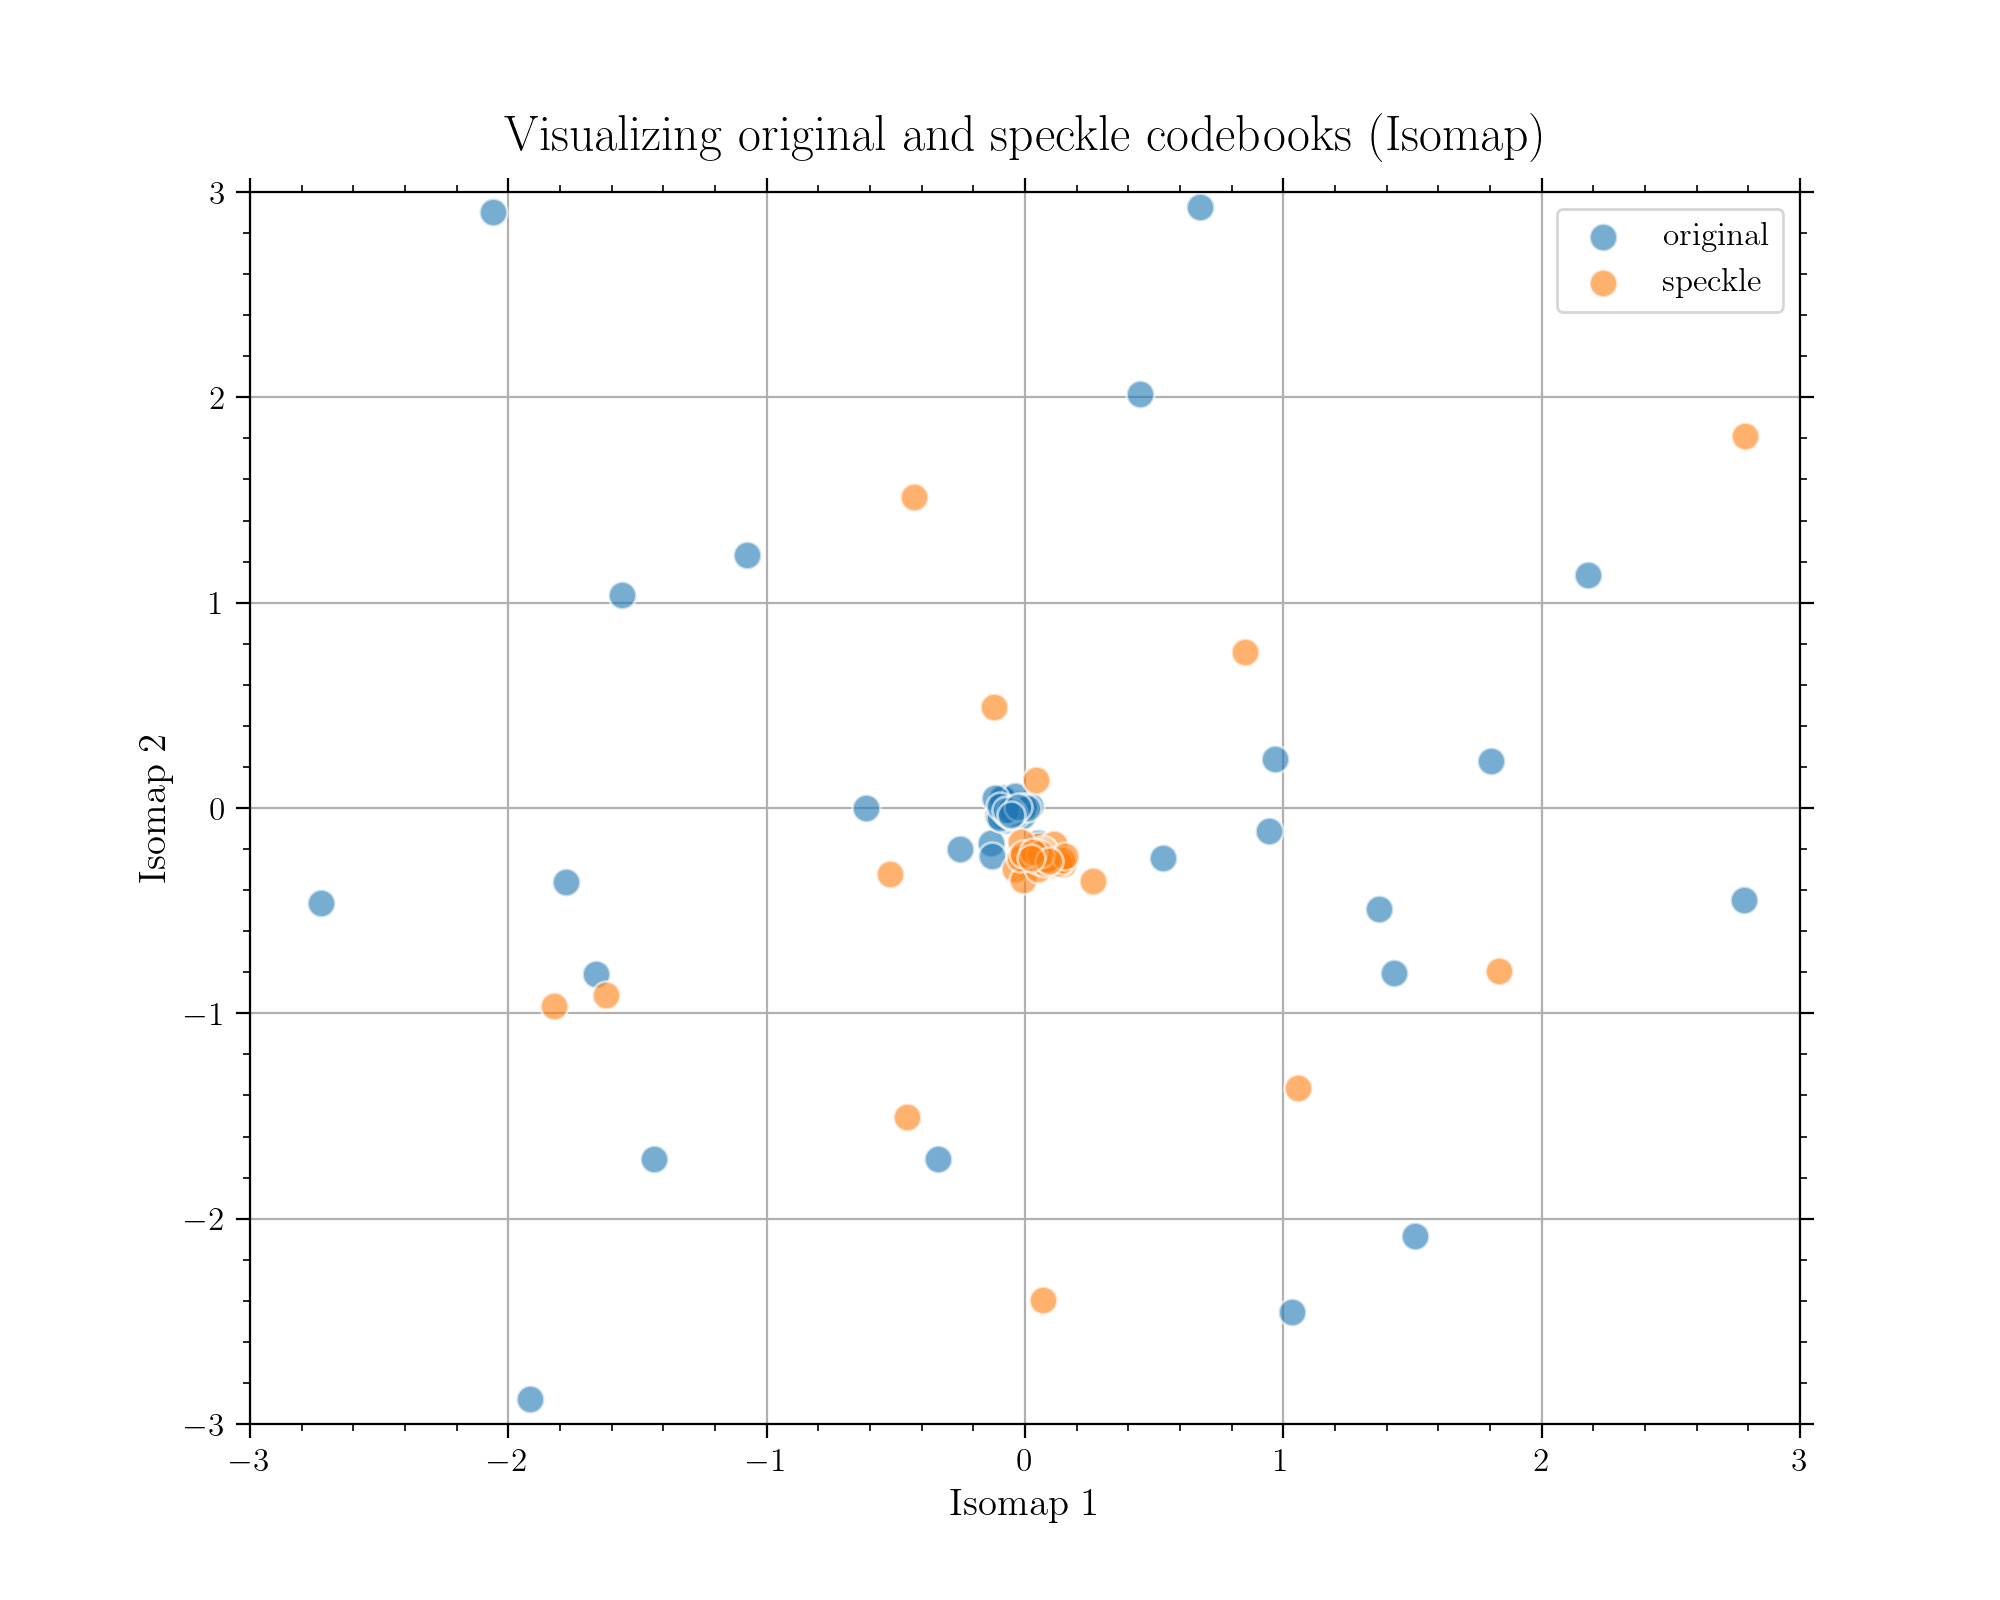 Visualizing original and speckle codebooks (Isomap)
original
speckle
3
2
1
0
−1
−2
−3
Isomap 2
−3
−2
−1
0
1
2
3
Isomap 1